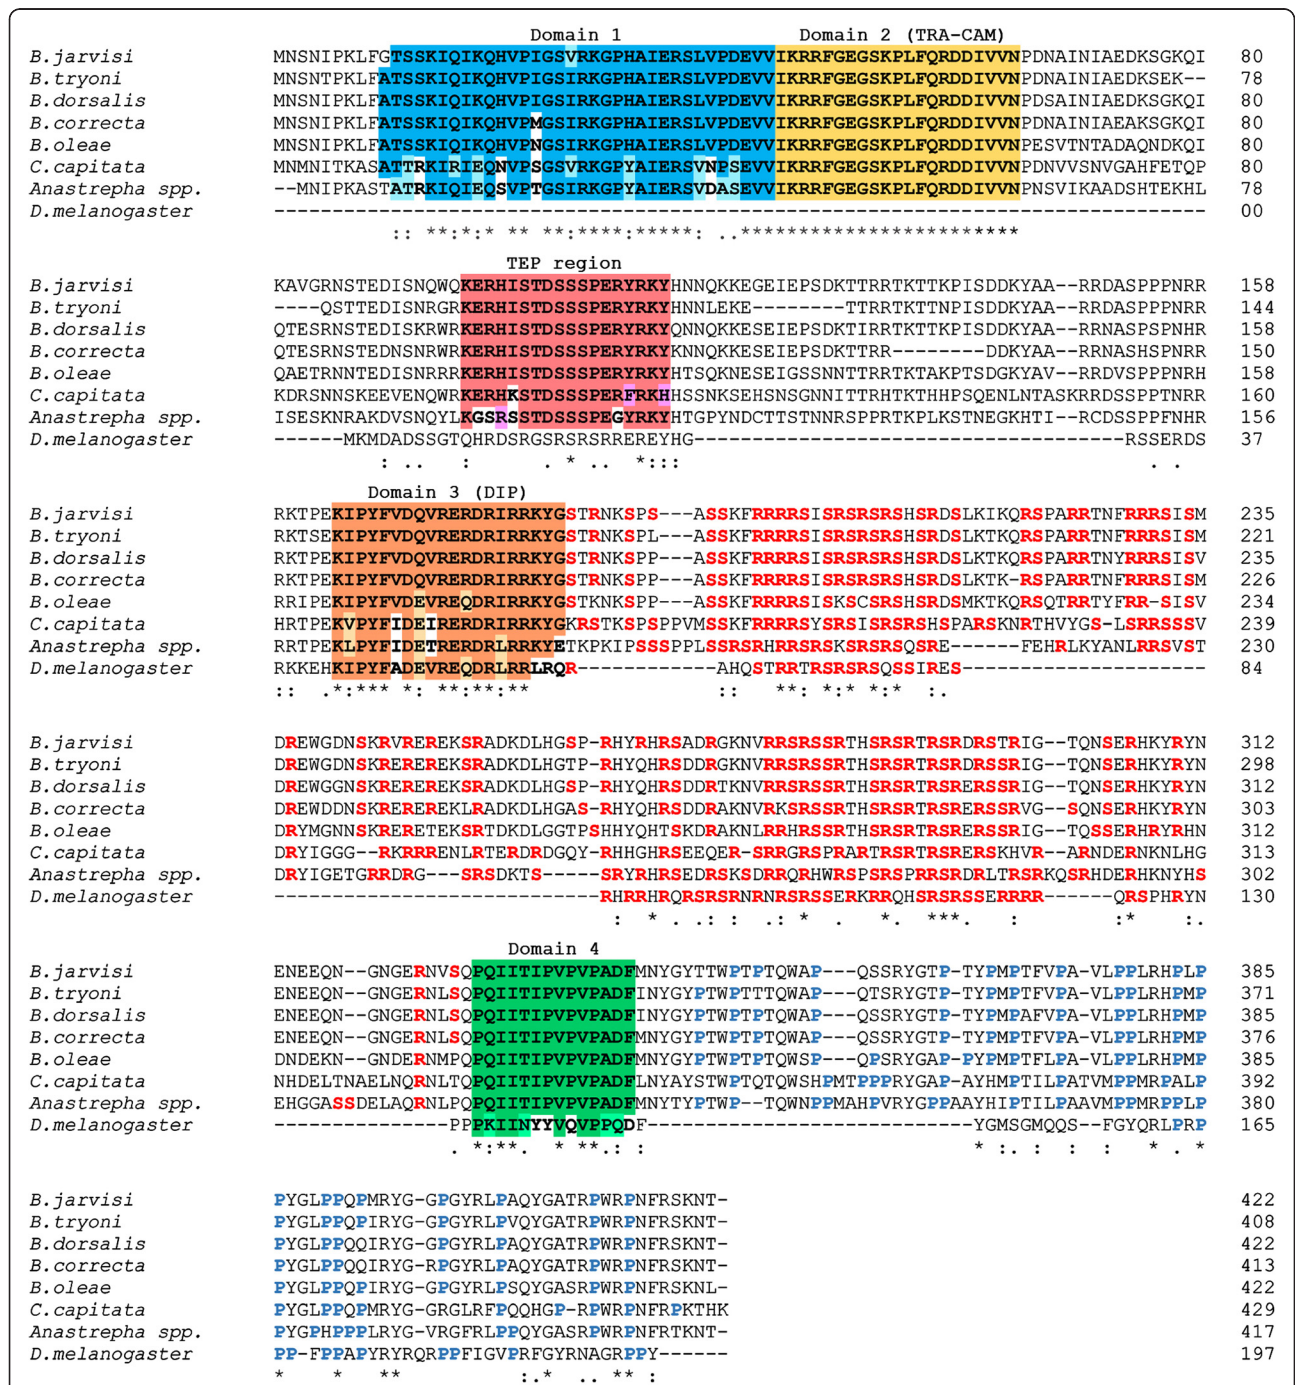 Domain 1 Domain 2 (TRA-CAM)
B.jarvisi MNSNIPKLFGTSSKIQIKQHVPIGSVRKGPHAIERSLVPDEVVIKRRFGEGSKPLFQRDDIVVNPDNAINIAEDKSGKQI 80
B.tryoni MNSNIPKLFATSSKIQIKQHVPIGSIRKGPHAIERSLVPDEVVIKRRFGEGSKPLFQRDDIVVNPDNAINIAEDKSEK-- 78
B.dorsalis MNSNIPKLFATSSKIQIKQHVPIGSIRKGPHAIERSLVPDEVVIKRRFGEGSKPLFQRDDIVVNPDSAINIAEDKSGKQI 80
B.correcta MNSNIPKLFATSSKIQIKQHVPMGSIRKGPHAIERSLVPDEVVIKRRFGEGSKPLFQRDDIVVNPDNAINIAEAKSGKQI 80
B.oleae MNSNIPKLFATSSKIQIKQHVPNGSIRKGPHAIERSLVPDEVVIKRRFGEGSKPLFQRDDIVVNPESVTNTADAQNDKQI 80
C.capitata MNMNITKASATTRKIRIEQNVPSGSVRKGPYAIERSVNPSEVVIKRRFGEGSKPLFQRDDIVVNPDNVVSNVGAHFETQP 80
Anastrepha spp. --MNIPKASTATRKIQIEQSVPTGSIRKGPYAIERSVDASEVVIKRRFGEGSKPLFQRDDIVVNPNSVIKAADSHTEKHL 78
D.melanogaster -------------------------------------------------------------------------------- 00
:: **:*:* ** **:****:*****: ..************************
TEP region
B.jarvisi KAVGRNSTEDISNQWQKERHISTDSSSPERYRKYHNNQKKEGEIEPSDKTTRRTKTTKPISDDKYAA--RRDASPPPNRR 158
B.tryoni ----QSTTEDISNRGRKERHISTDSSSPERYRKYHNNLEKE--------TTRRTKTTNPISDDKYAA--RRDASPPTNRR 144
B.dorsalis QTESRNSTEDISKRWRKERHISTDSSSPERYRKYQNNQKKESEIEPSDKTIRRTKTTKPISDDKYAA--RRNASPSPNHR 158
B.correcta QTESRNSTEDNSNRWRKERHISTDSSSPERYRKYKNNQKKESEIEPSDKTTRR--------DDKYAA--RRNASHSPNRR 150
B.oleae QAETRNNTEDISNRRRKERHISTDSSSPERYRKYHTSQKNESEIGSSNNTTRRTKTAKPTSDGKYAV--RRDVSSPPNRH 158
C.capitata KDRSNNSKEEVENQWRKERHKSTDSSSPERFRKHHSSNKSEHSNSGNNITTRHTKTHHPSQENLNTASKRRDSSPPTNRK 160
Anastrepha spp. ISESKNRAKDVSNQYLKGSRSSTDSSSPEGYRKYHTGPYNDCTTSTNNRSPPRTKPLKSTNEGKHTI--RCDSSPPFNHR 156
D.melanogaster ------MKMDADSSGTQHRDSRGSRSRSRREREYHG-------------------------------------RSSERDS 37
: .. : . * .. *::: . .
Domain 3 (DIP)
B.jarvisi RKTPEKIPYFVDQVRERDRIRRKYGSTRNKSPS---ASSKFRRRRSISRSRSRSHSRDSLKIKQRSPARRTNFRRRSISM 235
B.tryoni RKTSEKIPYFVDQVRERDRIRRKYGSTRNKSPL---ASSKFRRRRSISRSRSRSHSRDSLKTKQRSPARRTNFRRRSISM 221
B.dorsalis RKTPEKIPYFVDQVRERDRIRRKYGSTRNKSPP---ASSKFRRRRSISRSRSRSHSRDSLKTKQRSPARRTNYRRRSISV 235
B.correcta RKTPEKIPYFVDQVRERDRIRRKYGSTRNKSPP---ASSKFRRRRSISRSRSRSHSRDSLKTK-RSPARRTNFRRRSISM 226
B.oleae RRIPEKIPYFVDEVREQDRIRRKYGSTKNKSPP---ASSKFRRRRSISKSCSRSHSRDSMKTKQRSQTRRTYFRR-SISV 234
C.capitata HRTPEKVPYFIDEIRERDRIRRKYGKRSTKSPSPPVMSSKFRRRRSYSRSISRSRSHSPARSKNRTHVYGS-LSRRSSSV 239
Anastrepha spp. RRTPEKLPYFIDETRERDRLRRKYETKPKIPSSSPPLSSRSRHRRSRSKSRSRSQSRE------FEHRLKYANLRRSSVST 230
D.melanogaster RKKEHKIPYFADEVREQDRLRRLRQR------------AHQSTRRTRSRSRSQSSIRES--------------------- 84
:: .*:*** *: **:**:** :: **: *:* *:* :.
B.jarvisi DREWGDNSKRVREREKSRADKDLHGSP-RHYRHRSADRGKNVRRSRSSRTHSRSRTRSRDRSTRIG--TQNSERHKYRYN 312
B.tryoni DREWGDNSKREREREKSRADKDLHGTP-RHYQHRSDDRGKNVRRSRSSRTHSRSRTRSRDRSSRIG--TQNSERHKYRYN 298
B.dorsalis DREWGGNSKREREREKSRADKDLHGSP-RHYQHRSDDRTKNVRRSRSSRTHSRSRTRSRDRSSRIG--TQNSERHKYRYN 312
B.correcta DREWDDNSKREREREKLRADKDLHGAS-RHYQHRSDDRAKNVRKSRSSRTHSRSRTRSRERSSRVG--SQNSERHKYRYN 303
B.oleae DRYMGNNSKRERETEKSRTDKDLGGTPSHHYQHTSKDRAKNLRRHRSSRTHSRSRTRSRERSSRIG--TQSSERHRYRHN 312
C.capitata DRYIGGG--RKRRRENLRTERDRDGQY-RHHGHRSEEQER-SRRGRSPRARTRSRTRSRERSKHVR--ARNDERNKNLHG 313
Anastrepha spp. DRYIGETGRRDRG---SRSDKTS-----SRYRHRSEDRSKSDRRQRHWRSPSRSPRRSRDRLTRSRKQSRHDERHKNYHS 302
D.melanogaster ----------------------------RHRRHRQRSRSRNRNRSRSSERKRRQHSRSRSSERRRR------QRSPHRYN 130
: * . .: : .: * . *. ***. : :* :.
Domain 4
B.jarvisi ENEEQN--GNGERNVSQPQIITIPVPVPADFMNYGYTTWPTPTQWAP---QSSRYGTP-TYPMPTFVPA-VLPPLRHPLP 385
B.tryoni ENEEQN--GNGERNLSQPQIITIPVPVPADFINYGYPTWPTTTQWAP---QTSRYGTP-TYPMPTFVPA-VLPPLRHPMP 371
B.dorsalis ENEEQN--GNGERNLSQPQIITIPVPVPADFINYGYPTWPTPTQWAP---QSSRYGTP-TYPMPAFVPA-VLPPLRHPMP 385
B.correcta ENEEQN--GNGERNLSQPQIITIPVPVPADFMNYGYPTWPTPTQWAP---QSSRYGTP-TYPMPTFVPA-VLPPLRHPMP 376
B.oleae DNDEKN--GNDERNMPQPQIITIPVPVPADFMNYGYPTWPTPTQWSP---QPSRYGAP-PYPMPTFLPA-VLPPLRHPMP 385
C.capitata NHDELTNAELNQRNLTQPQIITIPVPVPADFLNYAYSTWPTQTQWSHPMTPPPRYGAP-AYHMPTILPATVMPPMRPALP 392
Anastrepha spp. EHGGASSDELAQRNLPQPQIITIPVPVPADFMNYTYPTWP--TQWNPPMAHPVRYGPPAAYHIPTILPAAVMPPMRPPLP 380
D.melanogaster ---------------PPPKIINYYVQVPPQDF----------------------------YGMSGMQQS--FGYQRLPRP 165
. *:**. * **.: : * :. : : * . *
B.jarvisi PYGLPPQPMRYG-GPGYRLPAQYGATRPWRPNFRSKNT- 422
B.tryoni PYGLPPQPIRYG-GPGYRLPVQYGATRPWRPNFRSKNT- 408
B.dorsalis PYGLPPQQIRYG-GPGYRLPAQYGATRPWRPNFRSKNT- 422
B.correcta PYGLPPQQIRYG-RPGYRLPAQYGATRPWRPNFRSKNT- 413
B.oleae PYGLPPQPIRYG-GPGYRLPSQYGASRPWRPNFRSKNL- 422
C.capitata PYGLPPQPMRYG-GRGLRFPQQHGP-RPWRPNFRPKTHK 429
Anastrepha spp. PYGPHPPPLRYG-VRGFRLPPQYGASRPWRPNFRTKNT- 417
D.melanogaster PP-FPPAPYRYRQRPPFIGVPRFGYRNAGRPPY------ 197
* * ** :.* .. ** :